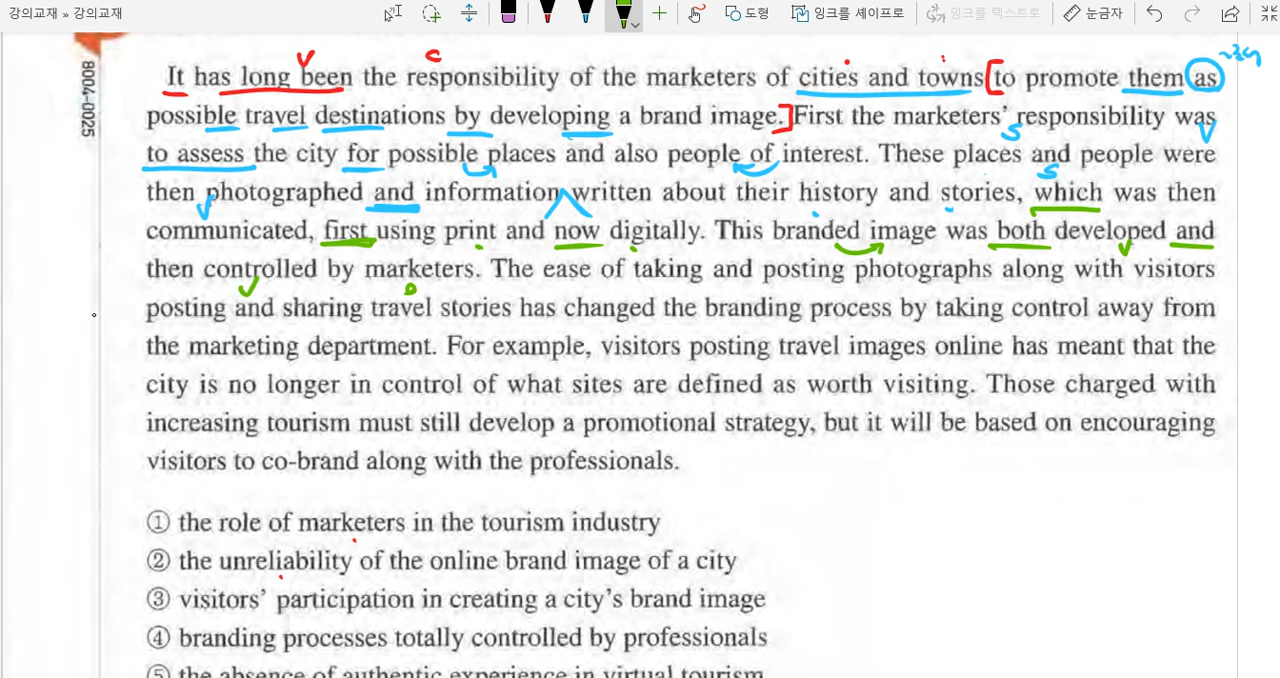 강의교재 » 강의교재
도형 잉크를 셰이프로 잉크를 텍스트로 눈금자
8004-0025
V C ~로서
It has long been the responsibility of the marketers of cities and towns [to promote them as
possible travel destinations by developing a brand image.] First the marketers' responsibility was
S V
to assess the city for possible places and also people of interest. These places and people were
S
then photographed and information written about their history and stories, which was then
communicated, first using print and now digitally. This branded image was both developed and
then controlled by marketers. The ease of taking and posting photographs along with visitors
posting and sharing travel stories has changed the branding process by taking control away from
the marketing department. For example, visitors posting travel images online has meant that the
city is no longer in control of what sites are defined as worth visiting. Those charged with
increasing tourism must still develop a promotional strategy, but it will be based on encouraging
visitors to co-brand along with the professionals.
① the role of marketers in the tourism industry
② the unreliability of the online brand image of a city
③ visitors' participation in creating a city's brand image
④ branding processes totally controlled by professionals
⑤ the absence of authentic experience in virtual tourism